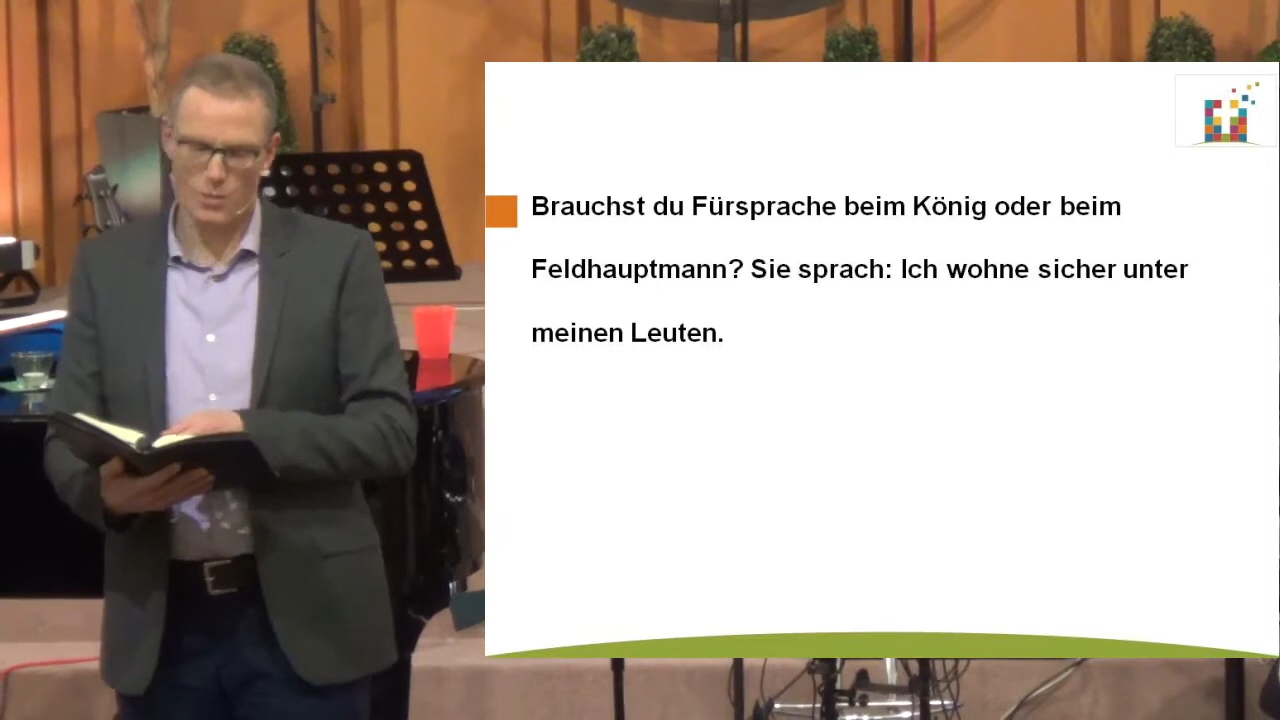 Brauchst du Fürsprache beim König oder beim
Feldhauptmann? Sie sprach: Ich wohne sicher unter
meinen Leuten.